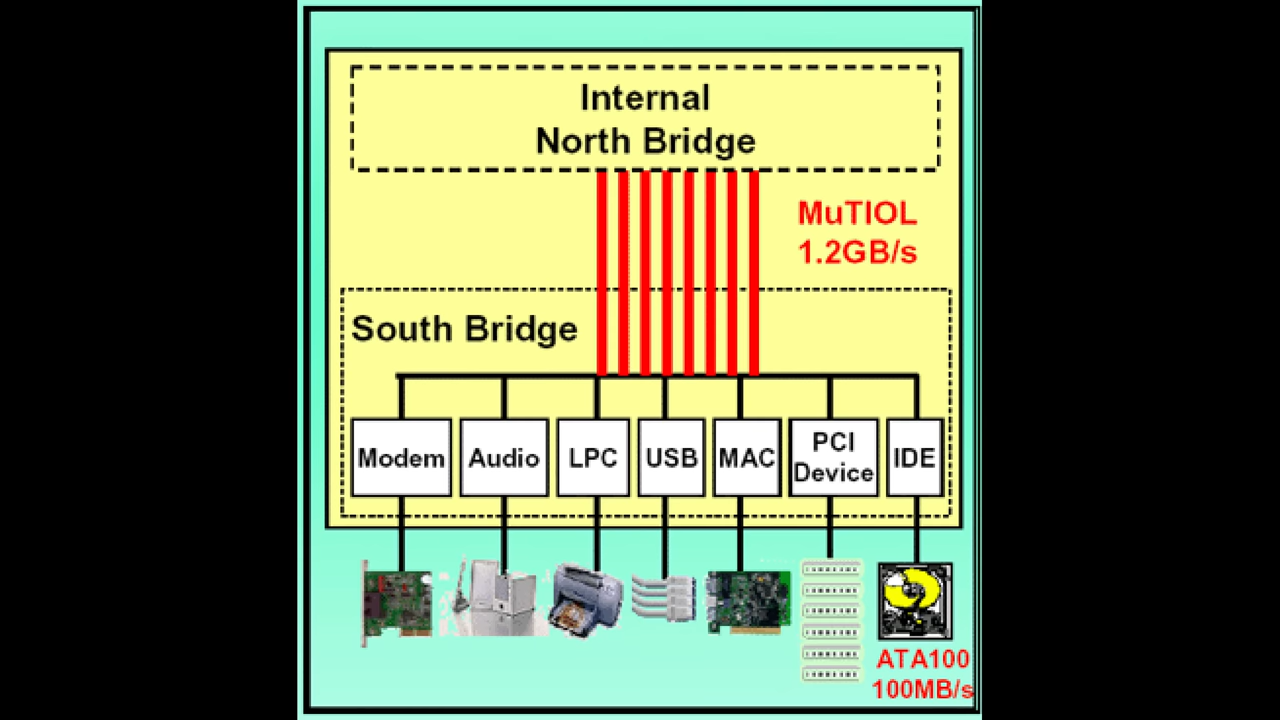 Internal
North Bridge
MuTIOL
1.2GB/s
South Bridge
Modem
Audio
LPC
USB
MAC
PCI
Device
IDE
ATA100
100MB/s